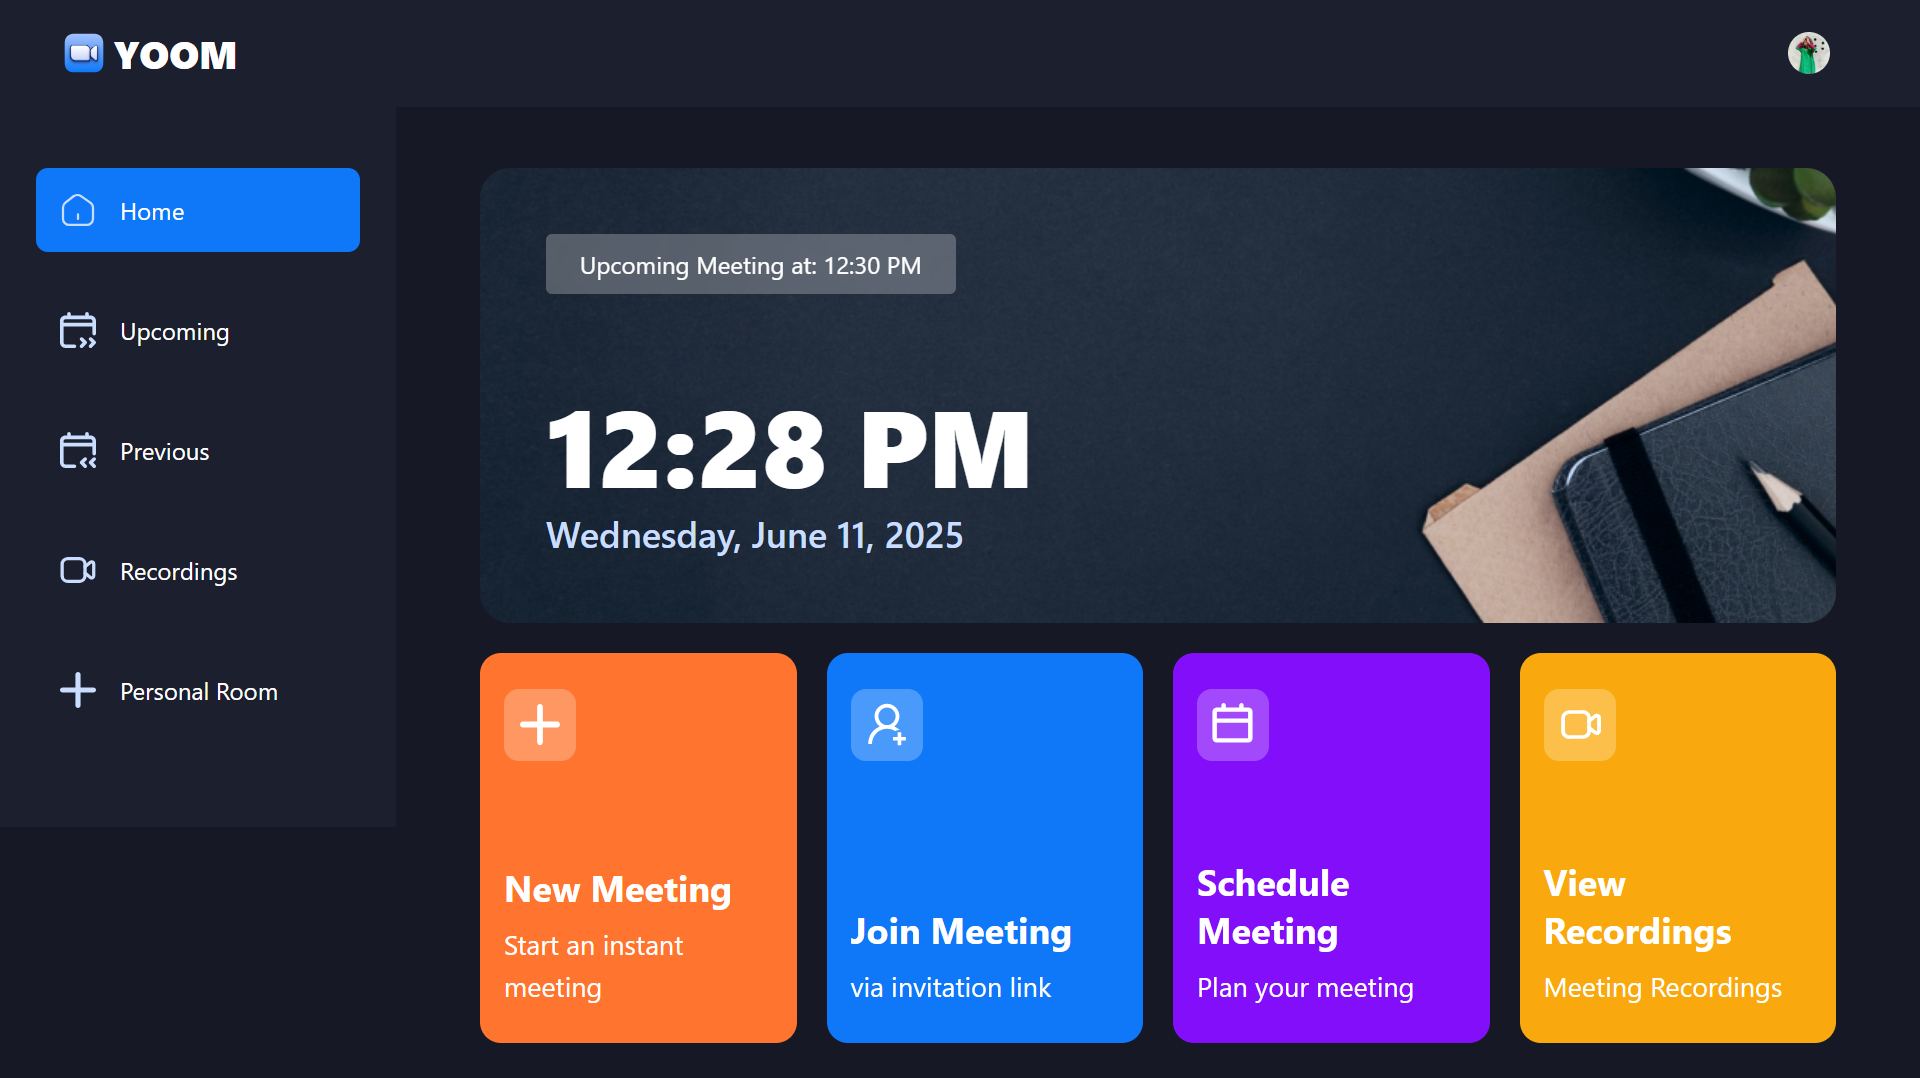 YOOM
Home
Upcoming
Previous
Recordings
Personal Room
Upcoming Meeting at: 12:30 PM
12:28 PM
Wednesday, June 11, 2025
New Meeting
Start an instant
meeting
Join Meeting
via invitation link
Schedule
Meeting
Plan your meeting
View
Recordings
Meeting Recordings